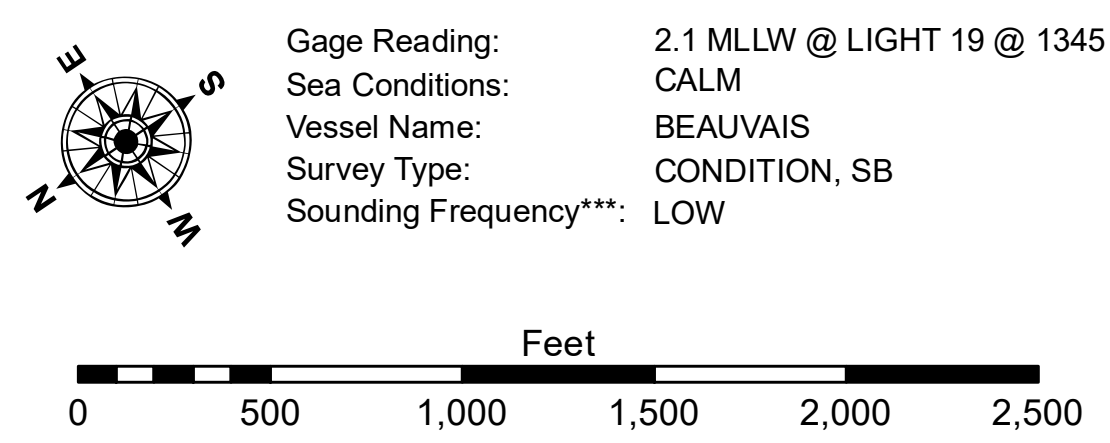 E
S
N
W
Gage Reading: 2.1 MLLW @ LIGHT 19 @ 1345
Sea Conditions: CALM
Vessel Name: BEAUVAIS
Survey Type: CONDITION, SB
Sounding Frequency***: LOW
Feet
0 500 1,000 1,500 2,000 2,500